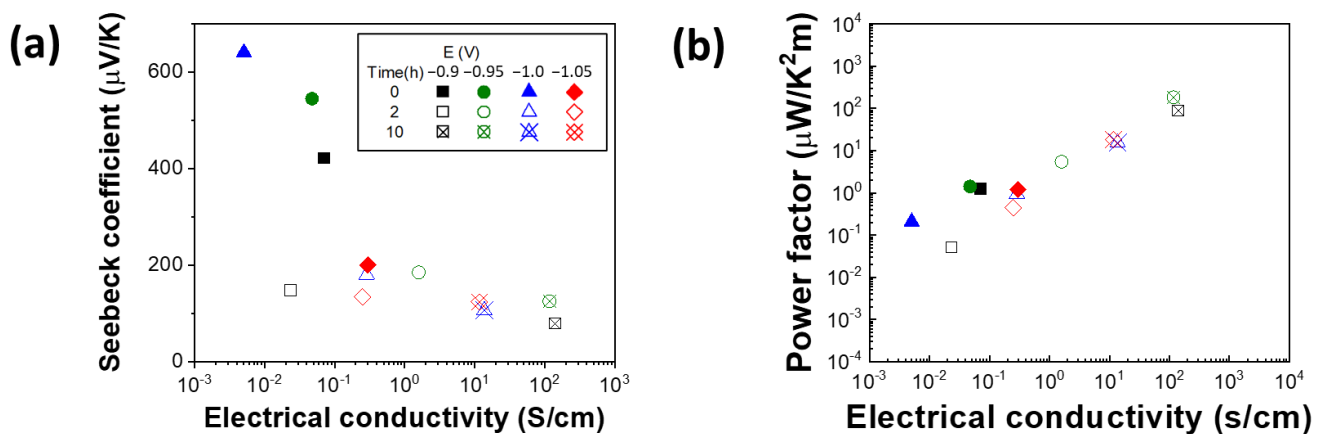 (a)
Seebeck coefficient (μV/K)
600
400
200
0
E (V)
Time(h) −0.9 −0.95 −1.0 −1.05
0
2
10
10⁻³ 10⁻² 10⁻¹ 10⁰ 10¹ 10² 10³
Electrical conductivity (S/cm)
(b)
Power factor (μW/K²m)
10⁴
10³
10²
10¹
10⁰
10⁻¹
10⁻²
10⁻³
10⁻⁴
10⁻³ 10⁻² 10⁻¹ 10⁰ 10¹ 10² 10³ 10⁴
Electrical conductivity (s/cm)